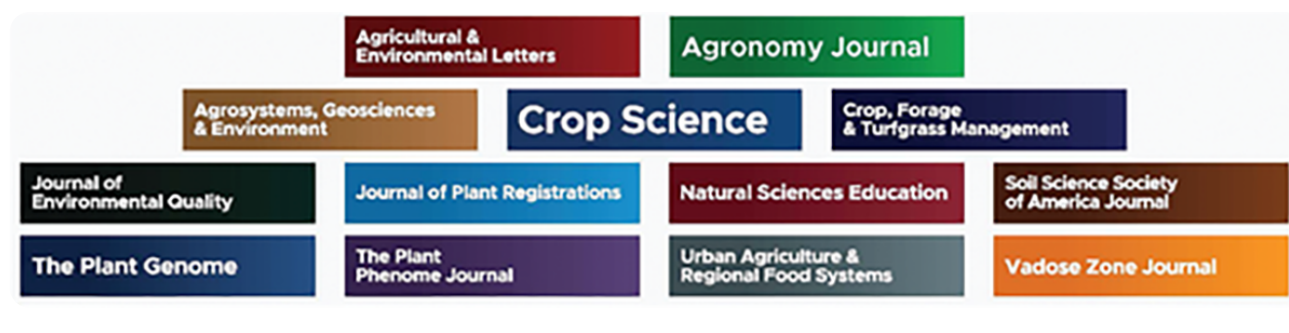 Agricultural &
Environmental Letters
Agronomy Journal
Agrosystems, Geosciences
& Environment
Crop Science
Crop, Forage
& Turfgrass Management
Journal of
Environmental Quality
Journal of Plant Registrations
Natural Sciences Education
Soil Science Society
of America Journal
The Plant Genome
The Plant
Phenome Journal
Urban Agriculture &
Regional Food Systems
Vadose Zone Journal